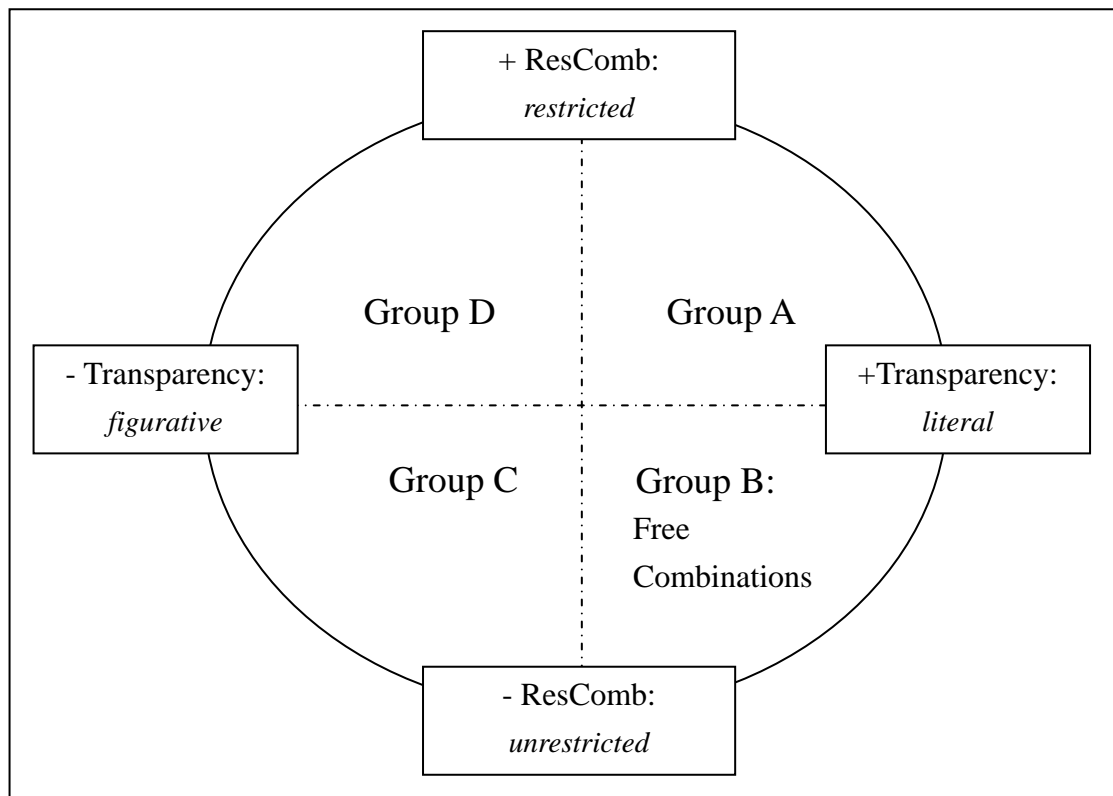 + ResComb:
restricted
Group D
Group A
- Transparency:
figurative
+Transparency:
literal
Group C
Group B:
Free
Combinations
- ResComb:
unrestricted